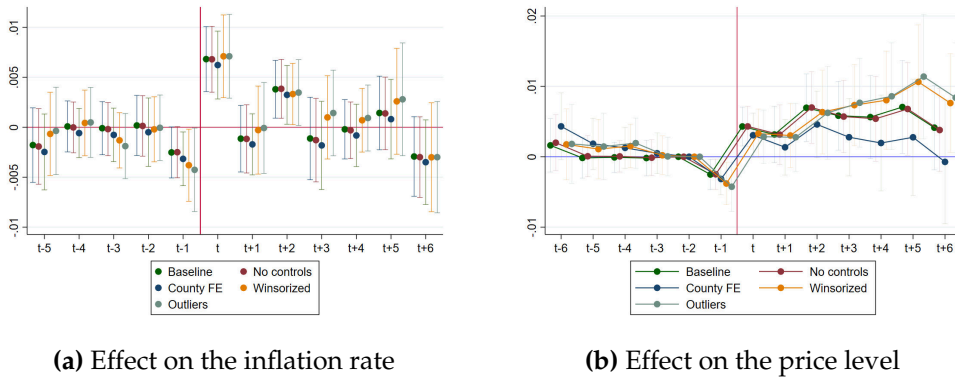 .01
.005
0
-.005
-.01
t-5 t-4 t-3 t-2 t-1 t t+1 t+2 t+3 t+4 t+5 t+6
Baseline No controls
County FE Winsorized
Outliers
(a) Effect on the inflation rate
.02
.01
0
-.01
t-6 t-5 t-4 t-3 t-2 t-1 t t+1 t+2 t+3 t+4 t+5 t+6
Baseline No controls
County FE Winsorized
Outliers
(b) Effect on the price level